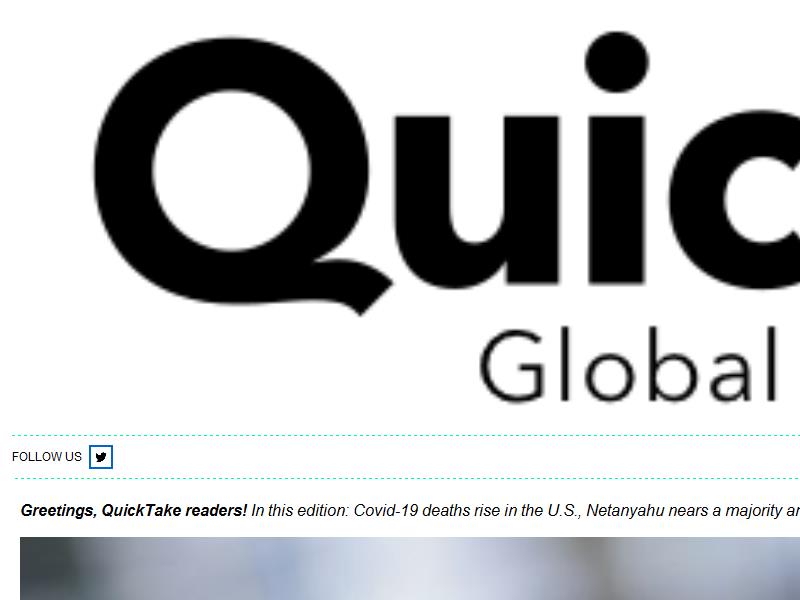 Quic
Global
FOLLOW US
Greetings, QuickTake readers! In this edition: Covid-19 deaths rise in the U.S., Netanyahu nears a majority